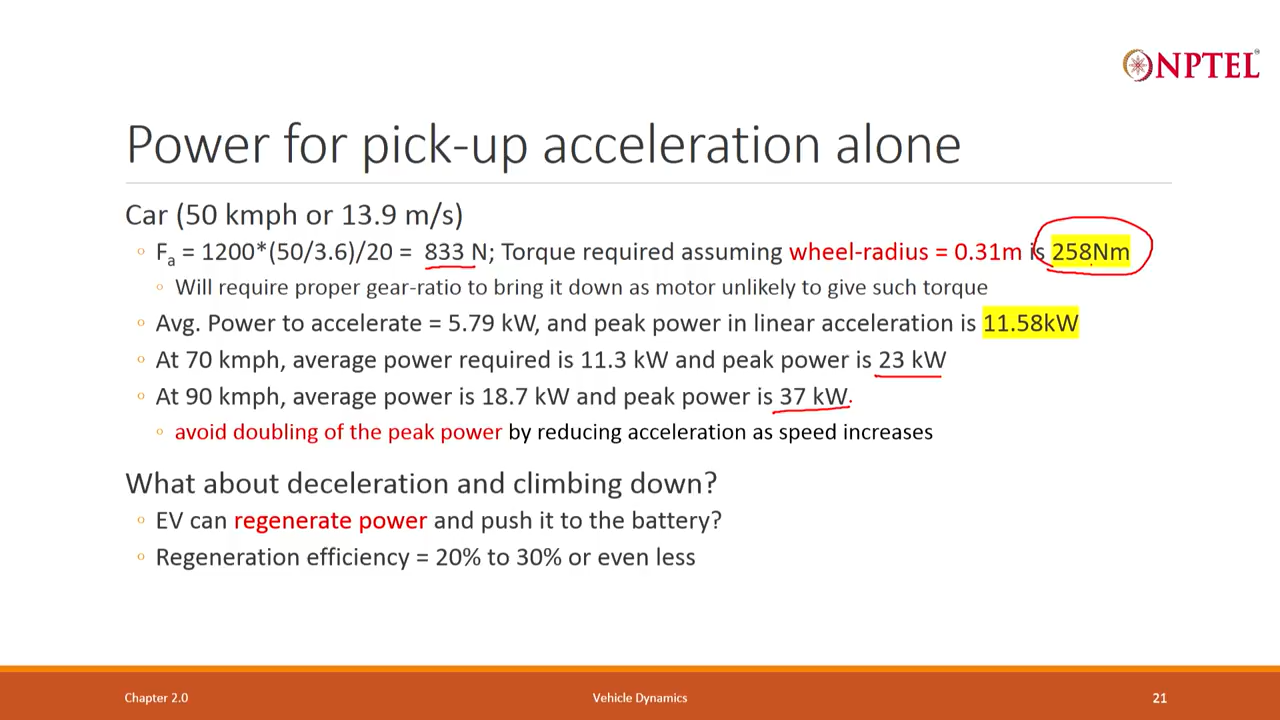 NPTEL
Power for pick-up acceleration alone
Car (50 kmph or 13.9 m/s)
Fa = 1200*(50/3.6)/20 = 833 N; Torque required assuming wheel-radius = 0.31m is 258Nm
Will require proper gear-ratio to bring it down as motor unlikely to give such torque
Avg. Power to accelerate = 5.79 kW, and peak power in linear acceleration is 11.58kW
At 70 kmph, average power required is 11.3 kW and peak power is 23 kW
At 90 kmph, average power is 18.7 kW and peak power is 37 kW
avoid doubling of the peak power by reducing acceleration as speed increases
What about deceleration and climbing down?
EV can regenerate power and push it to the battery?
Regeneration efficiency = 20% to 30% or even less
Chapter 2.0 Vehicle Dynamics 21